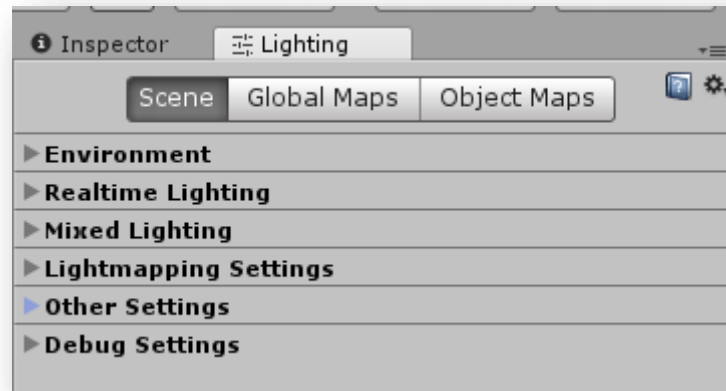 Inspector Lighting
Scene Global Maps Object Maps
Environment
Realtime Lighting
Mixed Lighting
Lightmapping Settings
Other Settings
Debug Settings